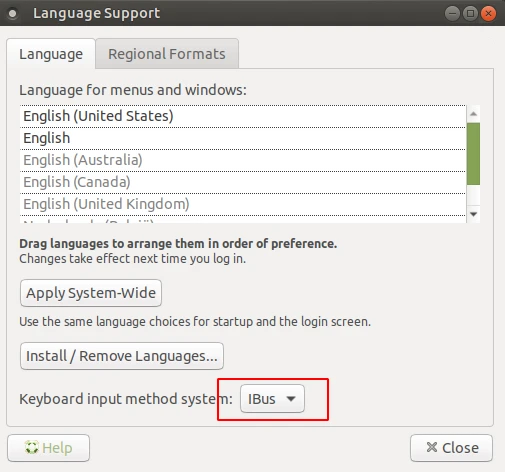 Language Support
Language Regional Formats
Language for menus and windows:
English (United States)
English
English (Australia)
English (Canada)
English (United Kingdom)
Drag languages to arrange them in order of preference.
Changes take effect next time you log in.
Apply System-Wide
Use the same language choices for startup and the login screen.
Install / Remove Languages...
Keyboard input method system: IBus
Help Close